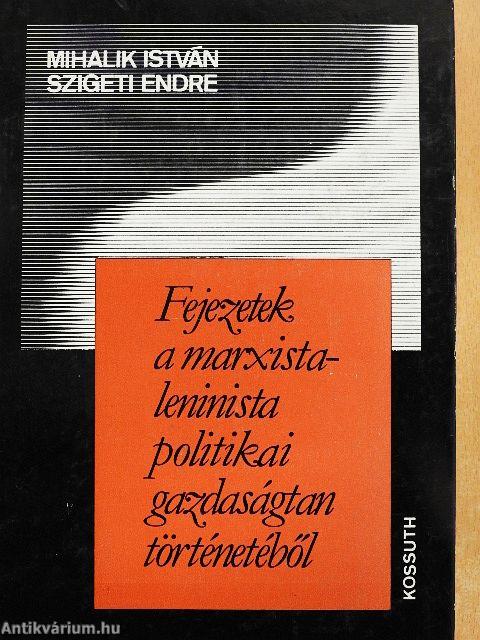 MIHALIK ISTVÁN
SZIGETI ENDRE
Fejezetek
a marxista-
leninista
politikai
gazdaságtan
történetéből
KOSSUTH
Antikvárium.hu